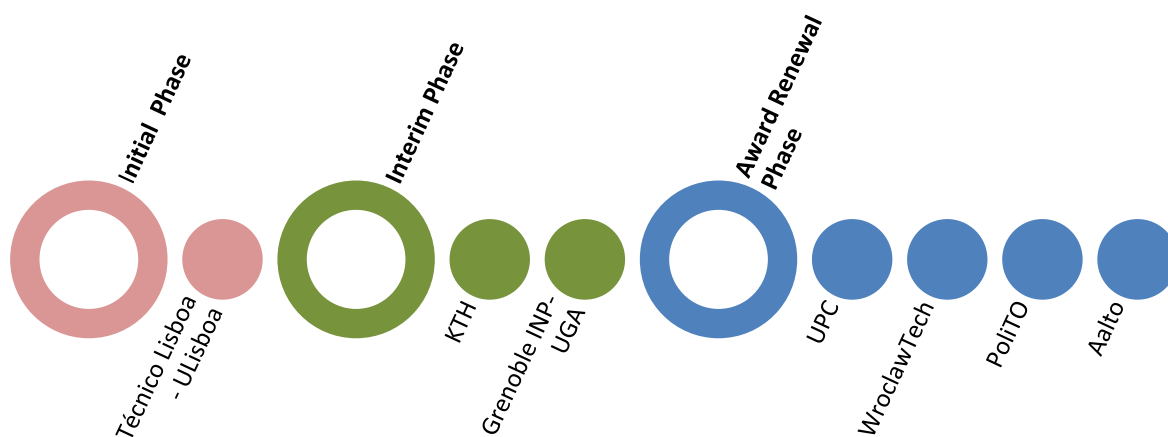 Initial  Phase
Técnico Lisboa
- ULisboa
Interim Phase
KTH
Grenoble INP-
UGA
Award Renewal
Phase
UPC
WroclawTech
PoliTO
Aalto